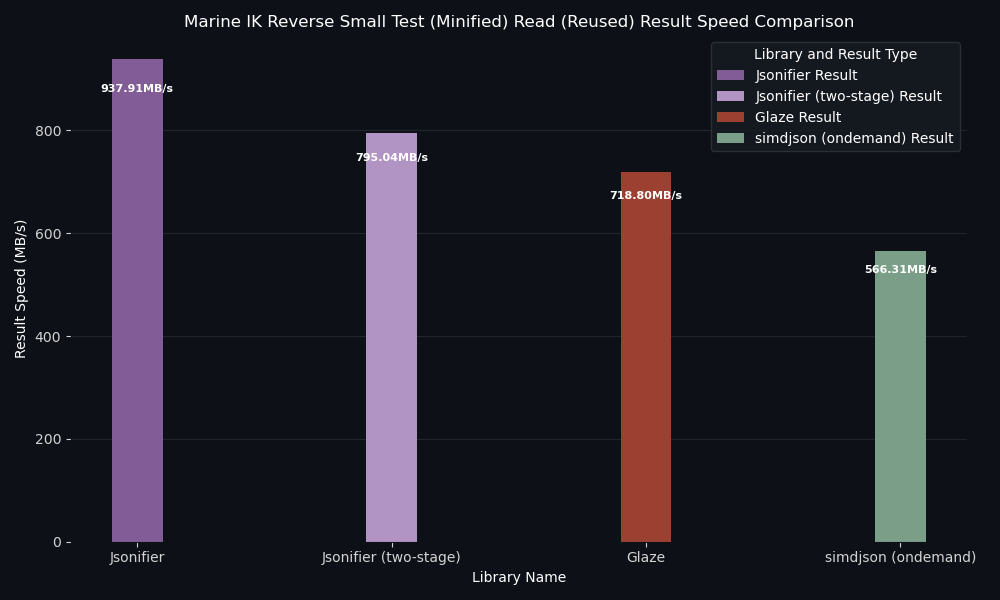 Marine IK Reverse Small Test (Minified) Read (Reused) Result Speed Comparison
Library and Result Type
Jsonifier Result
Jsonifier (two-stage) Result
Glaze Result
simdjson (ondemand) Result
937.91MB/s
795.04MB/s
718.80MB/s
566.31MB/s
Result Speed (MB/s)
800
600
400
200
0
Jsonifier
Jsonifier (two-stage)
Glaze
simdjson (ondemand)
Library Name